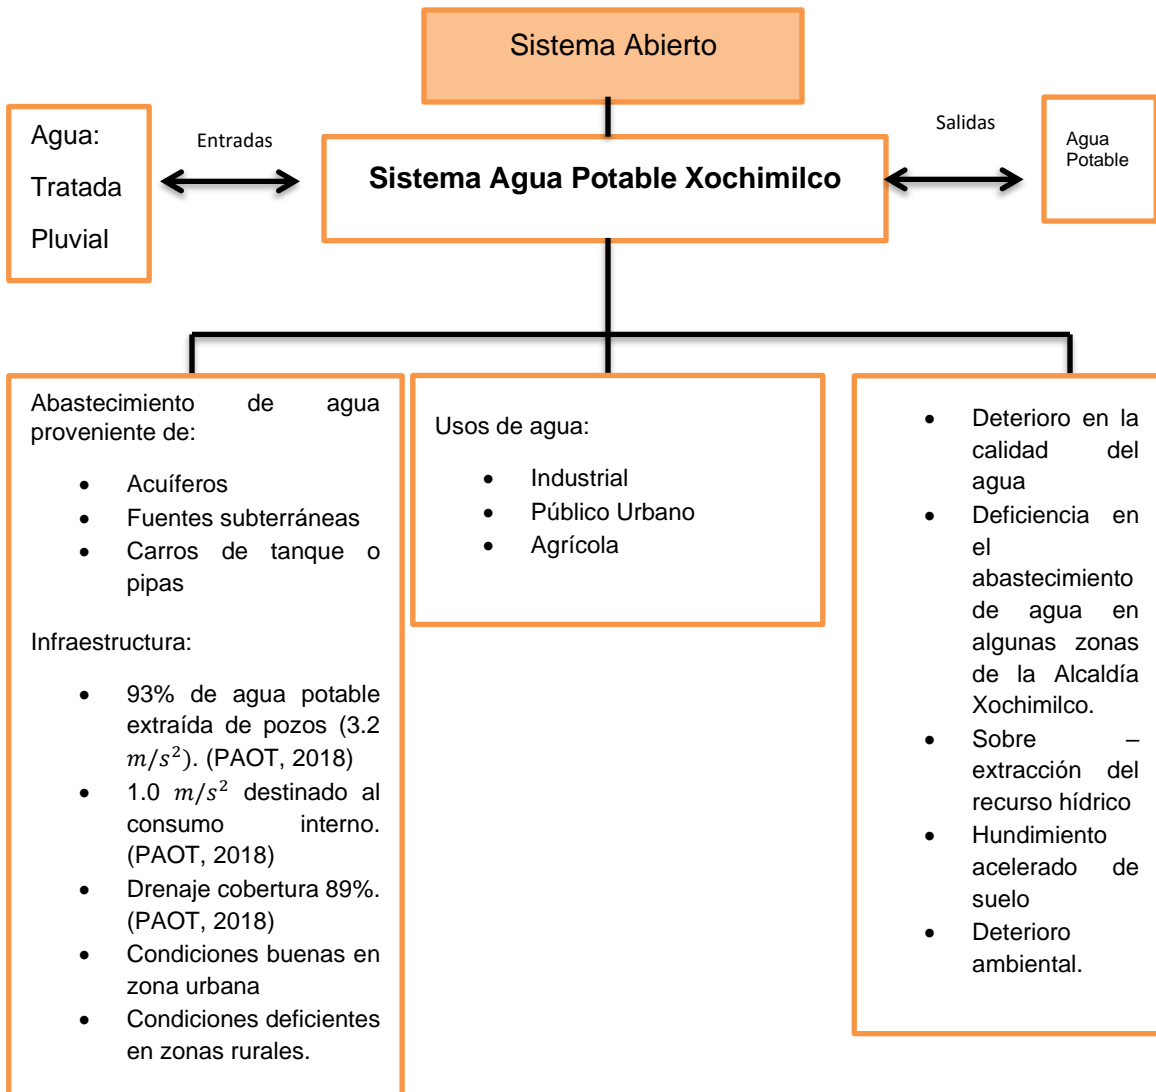 Sistema Abierto
Agua:
Tratada
Pluvial
Entradas
Sistema Agua Potable Xochimilco
Salidas
Agua
Potable
Abastecimiento de agua
proveniente de:
• Acuíferos
• Fuentes subterráneas
• Carros de tanque o
pipas
Infraestructura:
• 93% de agua potable
extraída de pozos (3.2
m/s²). (PAOT, 2018)
• 1.0 m/s² destinado al
consumo interno.
(PAOT, 2018)
• Drenaje cobertura 89%.
(PAOT, 2018)
• Condiciones buenas en
zona urbana
• Condiciones deficientes
en zonas rurales.
Usos de agua:
• Industrial
• Público Urbano
• Agrícola
• Deterioro en la
calidad del
agua
• Deficiencia en
el
abastecimiento
de agua en
algunas zonas
de la Alcaldía
Xochimilco.
• Sobre –
extracción del
recurso hídrico
• Hundimiento
acelerado de
suelo
• Deterioro
ambiental.